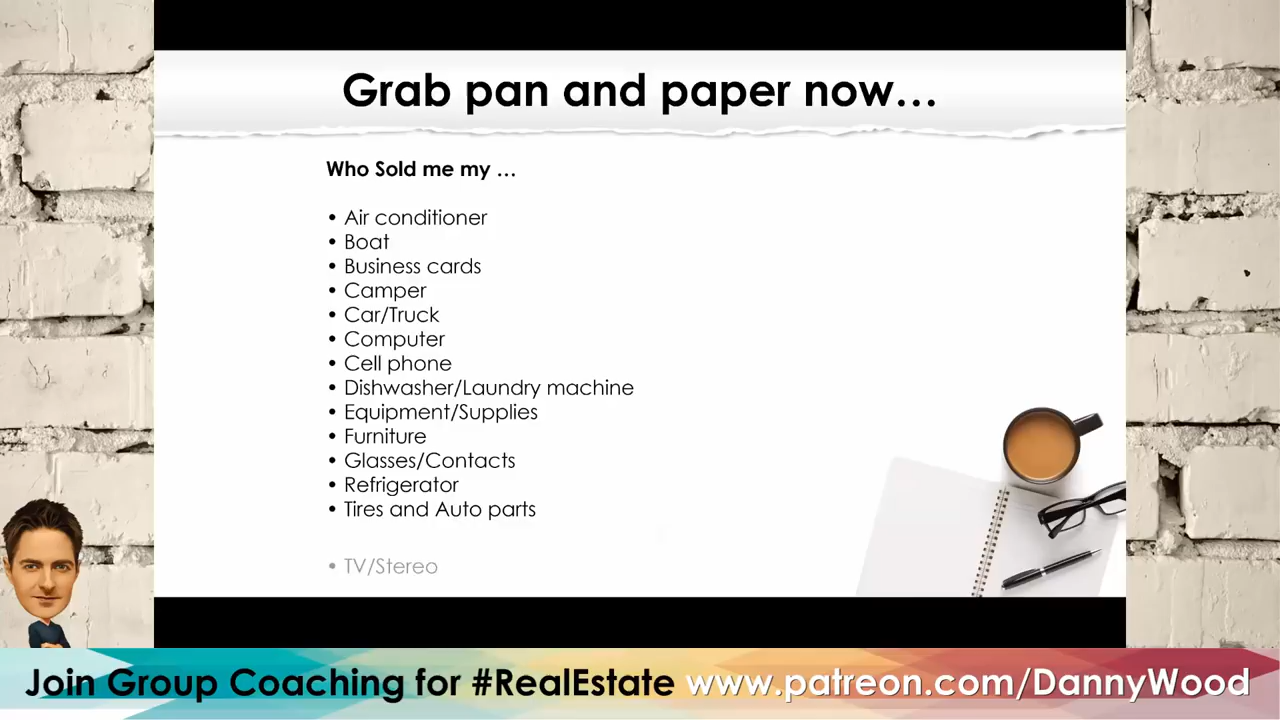 Grab pan and paper now...
Who Sold me my ...
• Air conditioner
• Boat
• Business cards
• Camper
• Car/Truck
• Computer
• Cell phone
• Dishwasher/Laundry machine
• Equipment/Supplies
• Furniture
• Glasses/Contacts
• Refrigerator
• Tires and Auto parts
• TV/Stereo
Join Group Coaching for #RealEstate www.patreon.com/DannyWood